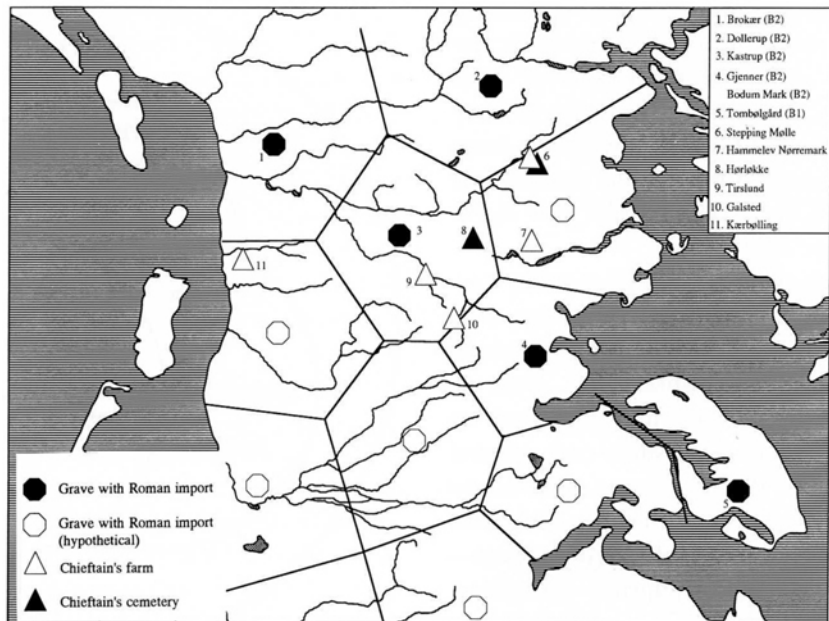 1. Brokær (B2)
2. Dollerup (B2)
3. Kastrup (B2)
4. Gjenner (B2)
Bodum Mark (B2)
5. Tombølgård (B1)
6. Stepping Mølle
7. Hammelev Nørremark
8. Hørløkke
9. Tirslund
10. Galsted
11. Kærbølling
2
1
6
3
8
7
11
9
10
4
5
Grave with Roman import
Grave with Roman import
(hypothetical)
Chieftain's farm
Chieftain's cemetery